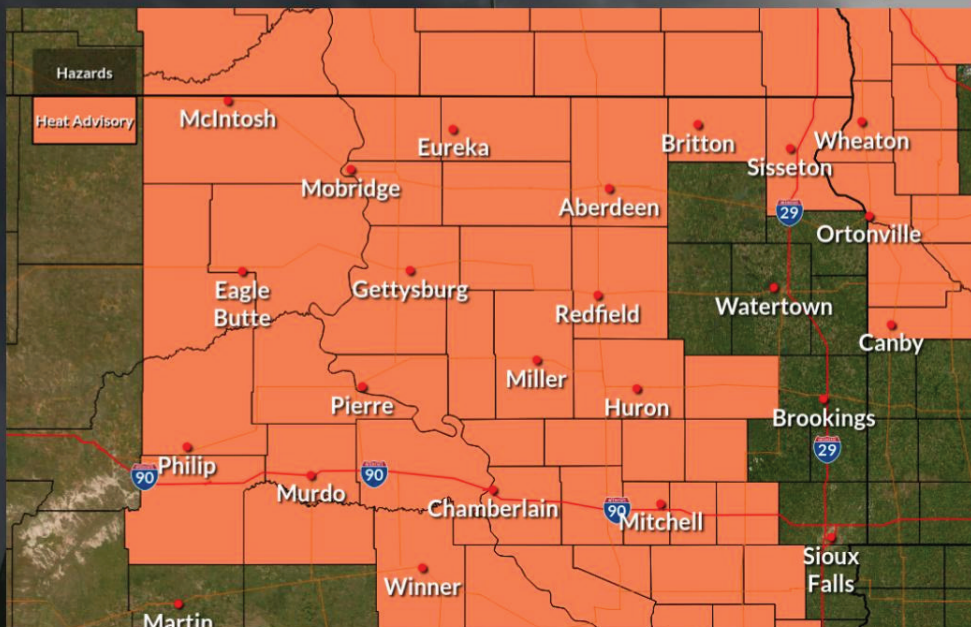 Hazards
Heat Advisory
McIntosh
Eureka
Britton
Wheaton
Sisseton
Mobridge
Aberdeen
29
Ortonville
Eagle
Butte
Gettysburg
Redfield
Watertown
Canby
Miller
Pierre
Huron
Brookings
29
Philip
90
Murdo
90
Chamberlain
90
Mitchell
Sioux
Falls
Winner
Martin